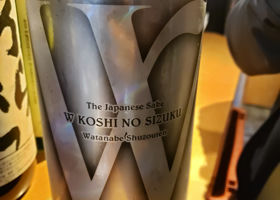 W
The Japanese Sake
W KOSHI NO SIZUKU
Watanabe Shuzouten